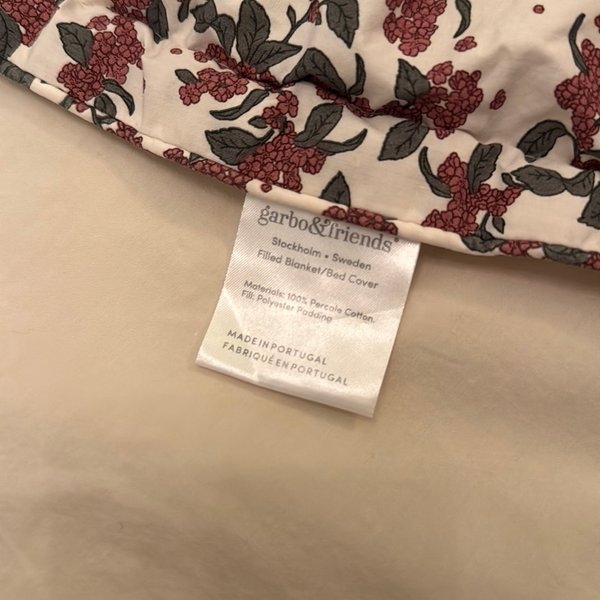 garbo&friends®
Stockholm • Sweden
Filled Blanket/Bed Cover
Materials: 100% Percale Cotton.
Fill: Polyester Padding
MADE IN PORTUGAL
FABRIQUÉ EN PORTUGAL